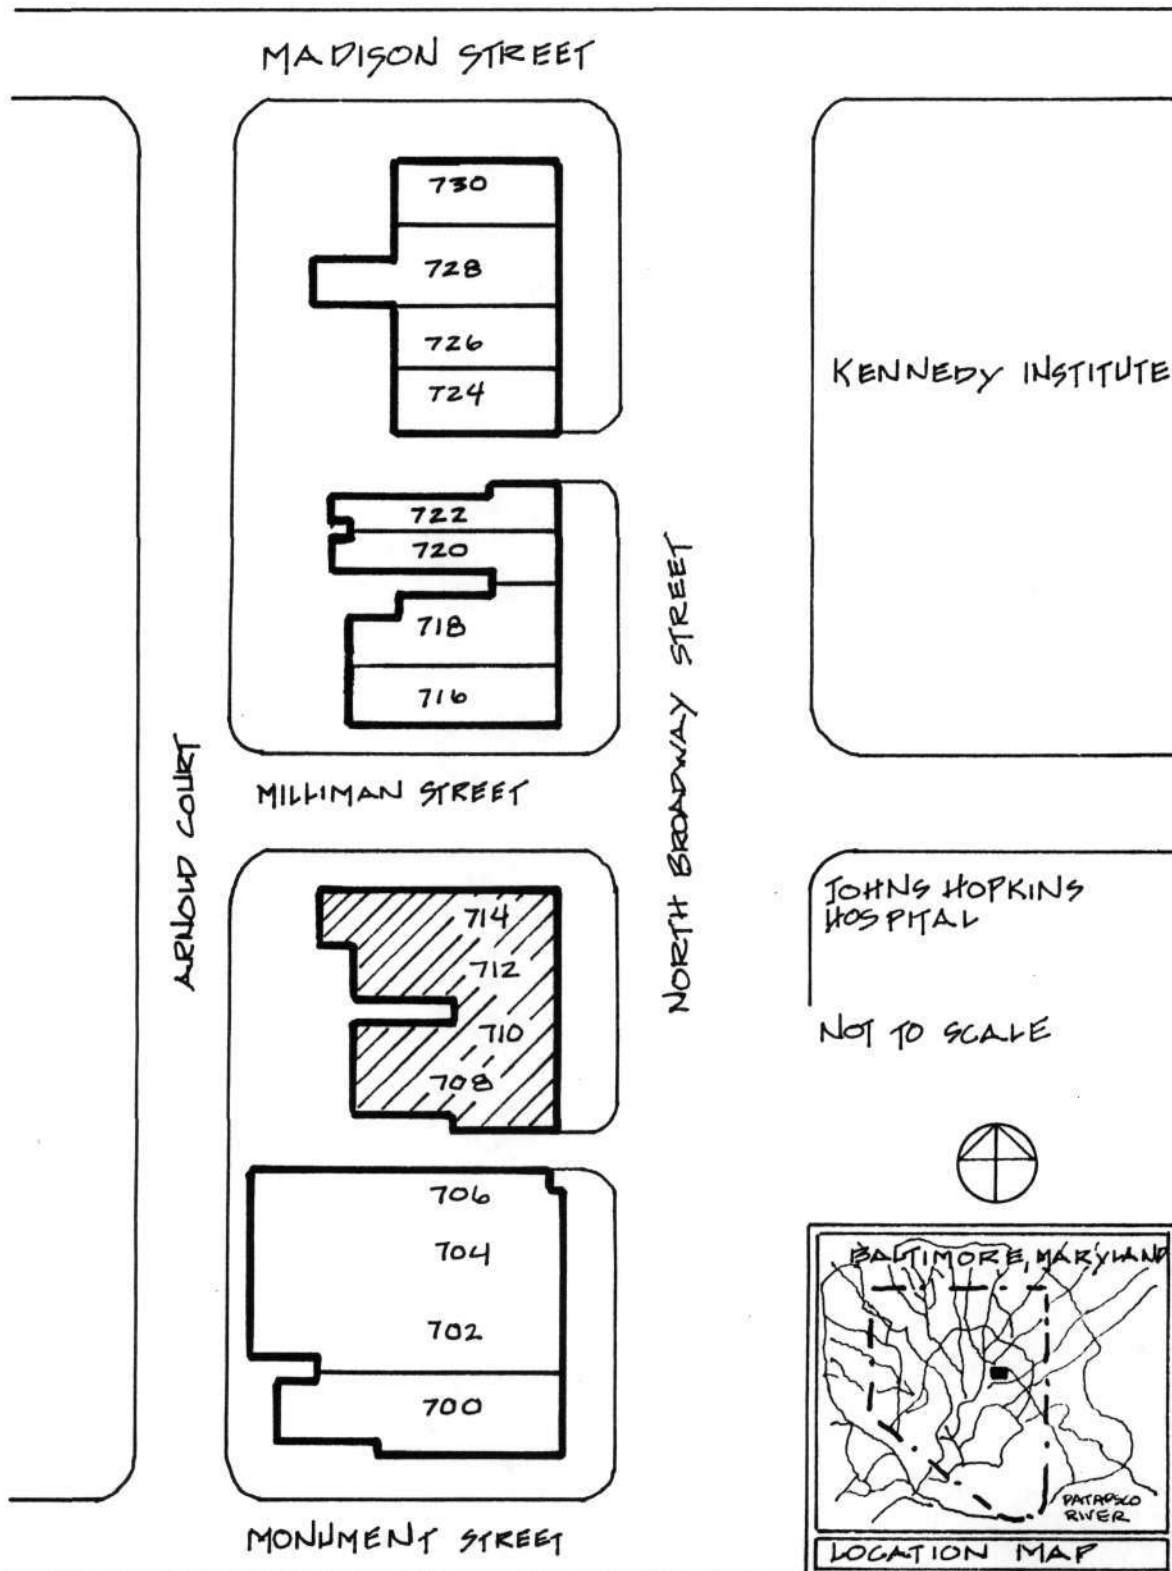 MADISON STREET
730
728
726
724
KENNEDY INSTITUTE
722
720
718
716
NORTH BROADWAY STREET
ARNOLD COURT
MILLIMAN STREET
714
712
710
708
JOHNS HOPKINS
HOSPITAL
NOT TO SCALE
706
704
702
700
BALTIMORE, MARYLAND
PATAPSCO
RIVER
LOCATION MAP
MONUMENT STREET